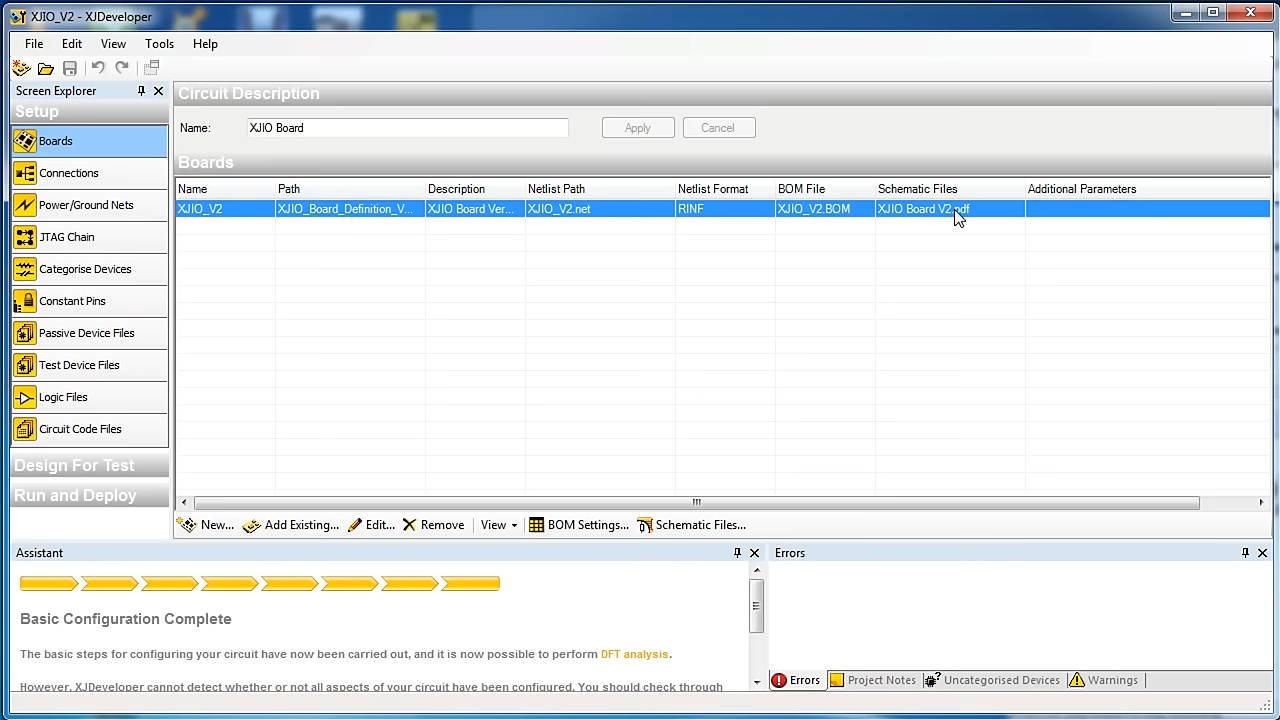 XJIO_V2 - XJDeveloper
File Edit View Tools Help
Screen Explorer
Setup
Boards
Connections
Power/Ground Nets
JTAG Chain
Categorise Devices
Constant Pins
Passive Device Files
Test Device Files
Logic Files
Circuit Code Files
Design For Test
Run and Deploy
Circuit Description
Name: XJIO Board Apply Cancel
Boards
Name Path Description Netlist Path Netlist Format BOM File Schematic Files Additional Parameters
XJIO_V2 XJIO_Board_Definition_V... XJIO Board Ver... XJIO_V2.net RINF XJIO_V2.BOM XJIO Board V2.pdf
New... Add Existing... Edit... Remove View BOM Settings... Schematic Files...
Assistant
Basic Configuration Complete
The basic steps for configuring your circuit have now been carried out, and it is now possible to perform DFT analysis.
However, XJDeveloper cannot detect whether or not all aspects of your circuit have been configured. You should check through
Errors
Errors Project Notes Uncategorised Devices Warnings